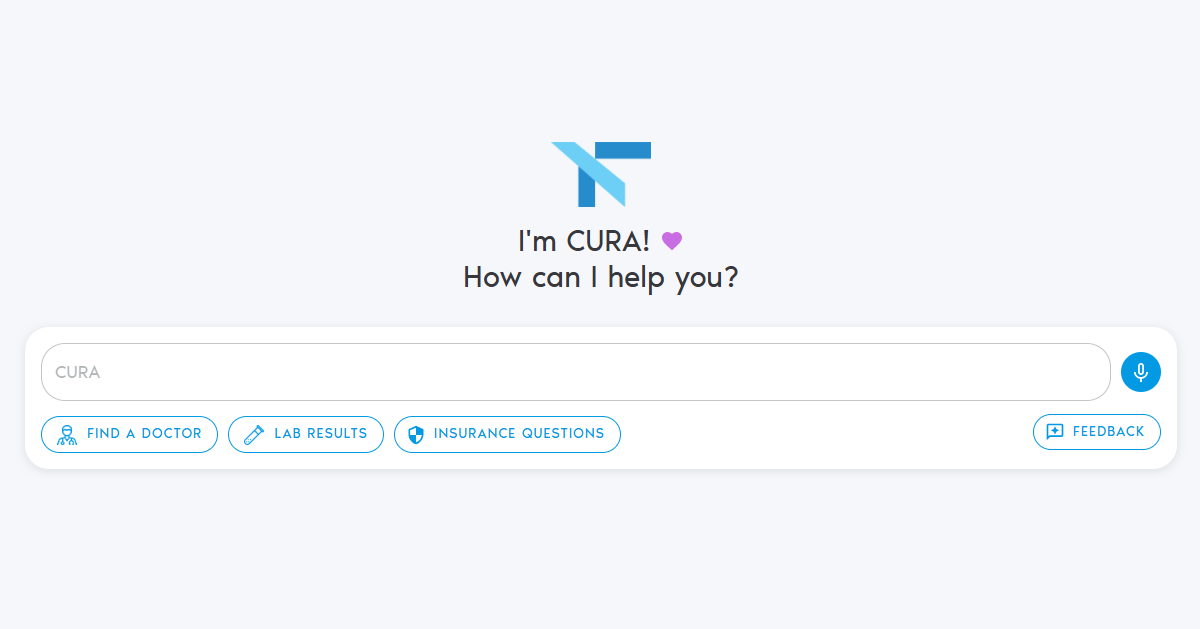 I'm CURA! 💜
How can I help you?
CURA
FIND A DOCTOR
LAB RESULTS
INSURANCE QUESTIONS
FEEDBACK